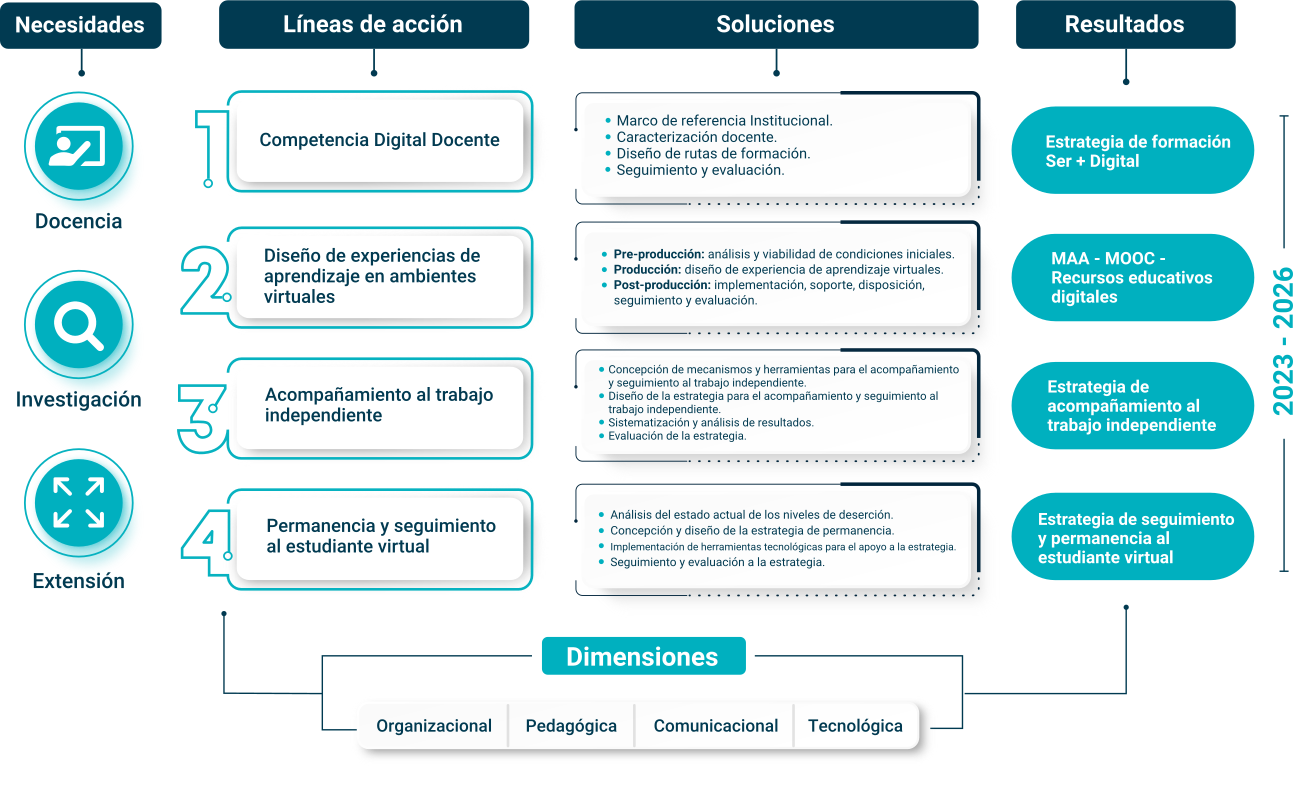 Necesidades
Líneas de acción
Soluciones
Resultados
Docencia
Investigación
Extensión
1
Competencia Digital Docente
• Marco de referencia Institucional.
• Caracterización docente.
• Diseño de rutas de formación.
• Seguimiento y evaluación.
Estrategia de formación
Ser + Digital
2
Diseño de experiencias de
aprendizaje en ambientes
virtuales
• Pre-producción: análisis y viabilidad de condiciones iniciales.
• Producción: diseño de experiencia de aprendizaje virtuales.
• Post-producción: implementación, soporte, disposición,
seguimiento y evaluación.
MAA - MOOC -
Recursos educativos
digitales
3
Acompañamiento al trabajo
independiente
• Concepción de mecanismos y herramientas para el acompañamiento
y seguimiento al trabajo independiente.
• Diseño de la estrategia para el acompañamiento y seguimiento al
trabajo independiente.
• Sistematización y análisis de resultados.
• Evaluación de la estrategia.
Estrategia de
acompañamiento al
trabajo independiente
4
Permanencia y seguimiento
al estudiante virtual
• Análisis del estado actual de los niveles de deserción.
• Concepción y diseño de la estrategia de permanencia.
• Implementación de herramientas tecnológicas para el apoyo a la estrategia.
• Seguimiento y evaluación a la estrategia.
Estrategia de seguimiento
y permanencia al
estudiante virtual
2023 - 2026
Dimensiones
Organizacional
Pedagógica
Comunicacional
Tecnológica